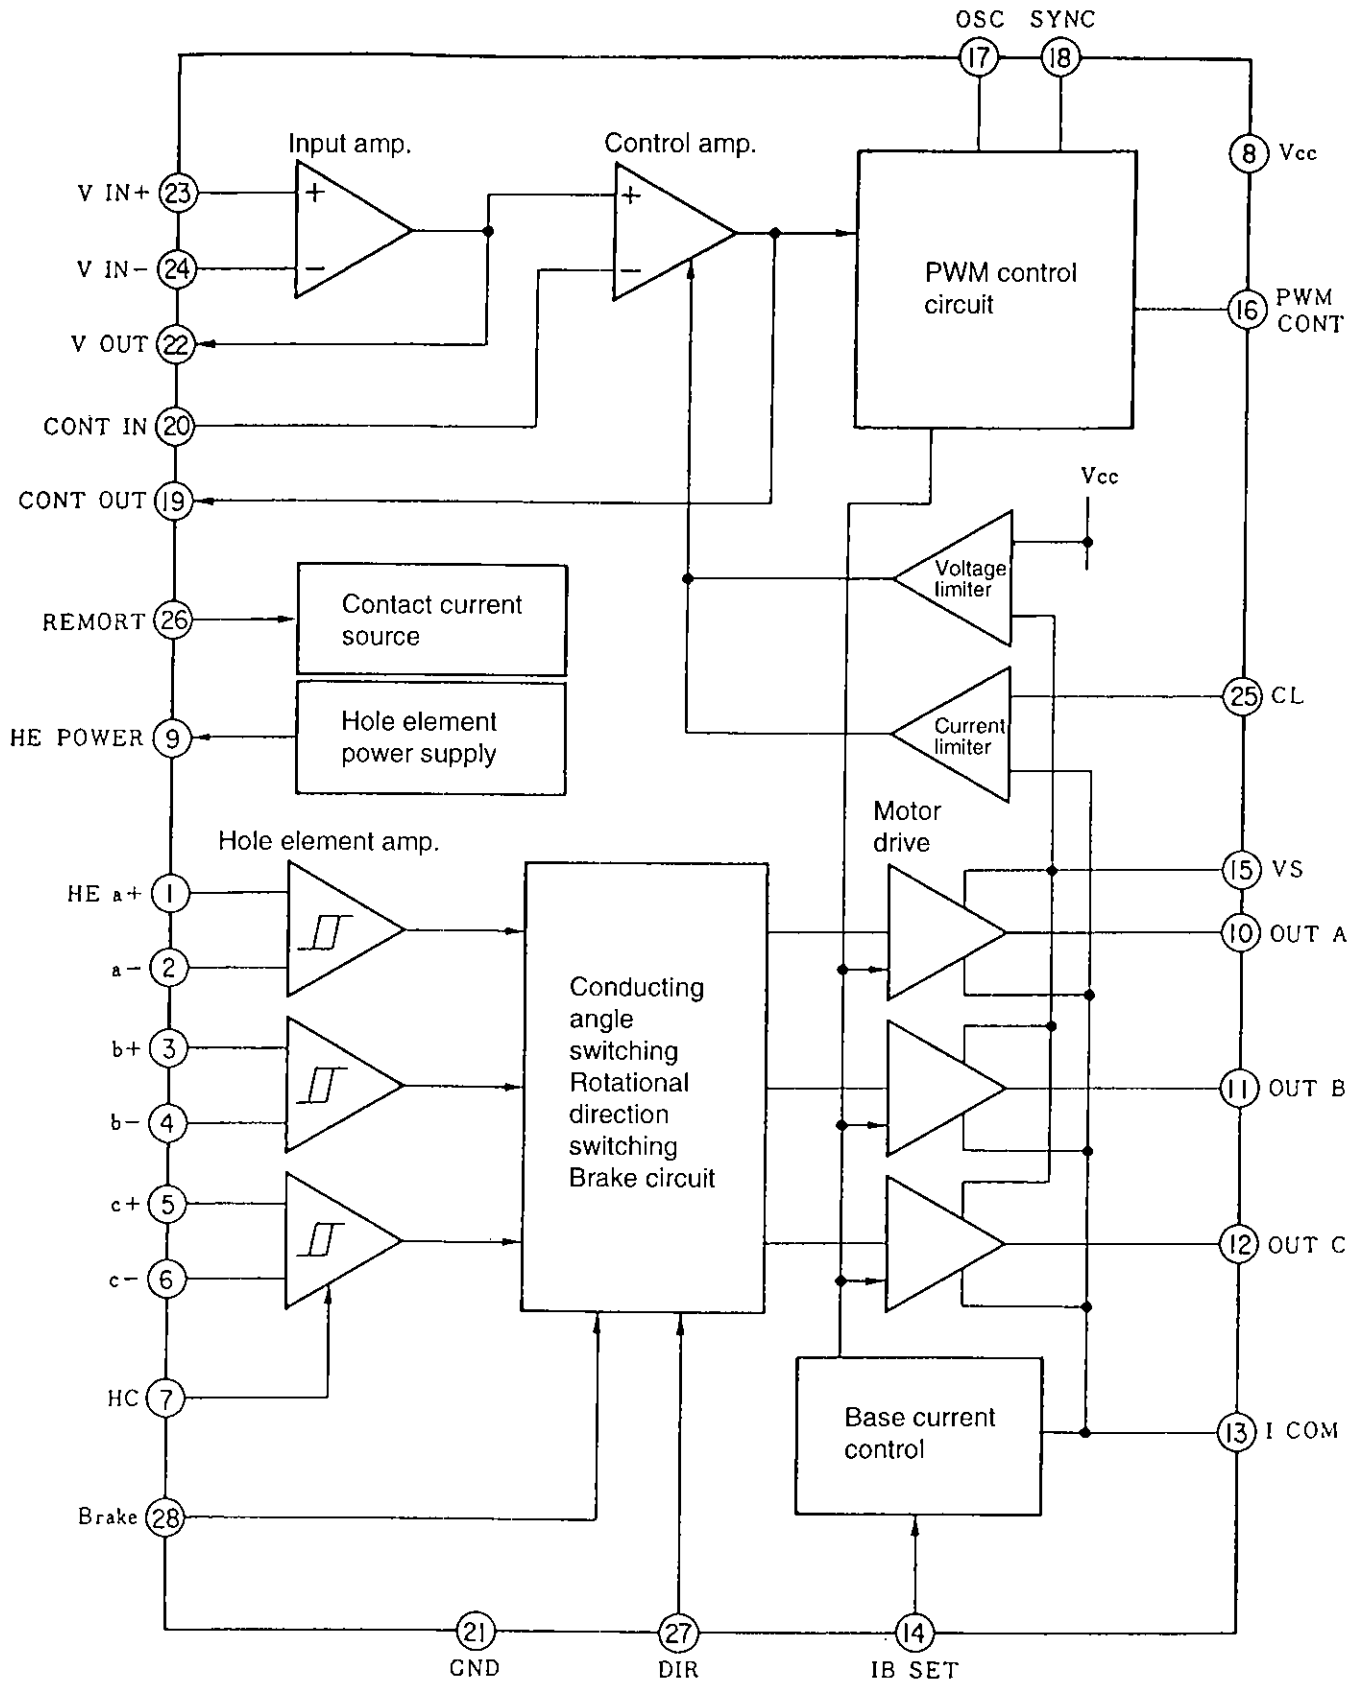 OSC SYNC
17 18
Input amp.
Control amp.
8 Vcc
V IN+ 23
+
+
V IN- 24
−
−
PWM control
circuit
16 PWM
CONT
V OUT 22
CONT IN 20
CONT OUT 19
Vcc
Voltage
limiter
REMORT 26
Contact current
source
HE POWER 9
Hole element
power supply
25 CL
Current
limiter
Motor
drive
Hole element amp.
HE a+ 1
15 VS
10 OUT A
a- 2
Conducting
angle
switching
Rotational
direction
switching
Brake circuit
b+ 3
11 OUT B
b- 4
c+ 5
12 OUT C
c- 6
HC 7
Base current
control
13 I COM
Brake 28
21 27 14
GND DIR IB SET